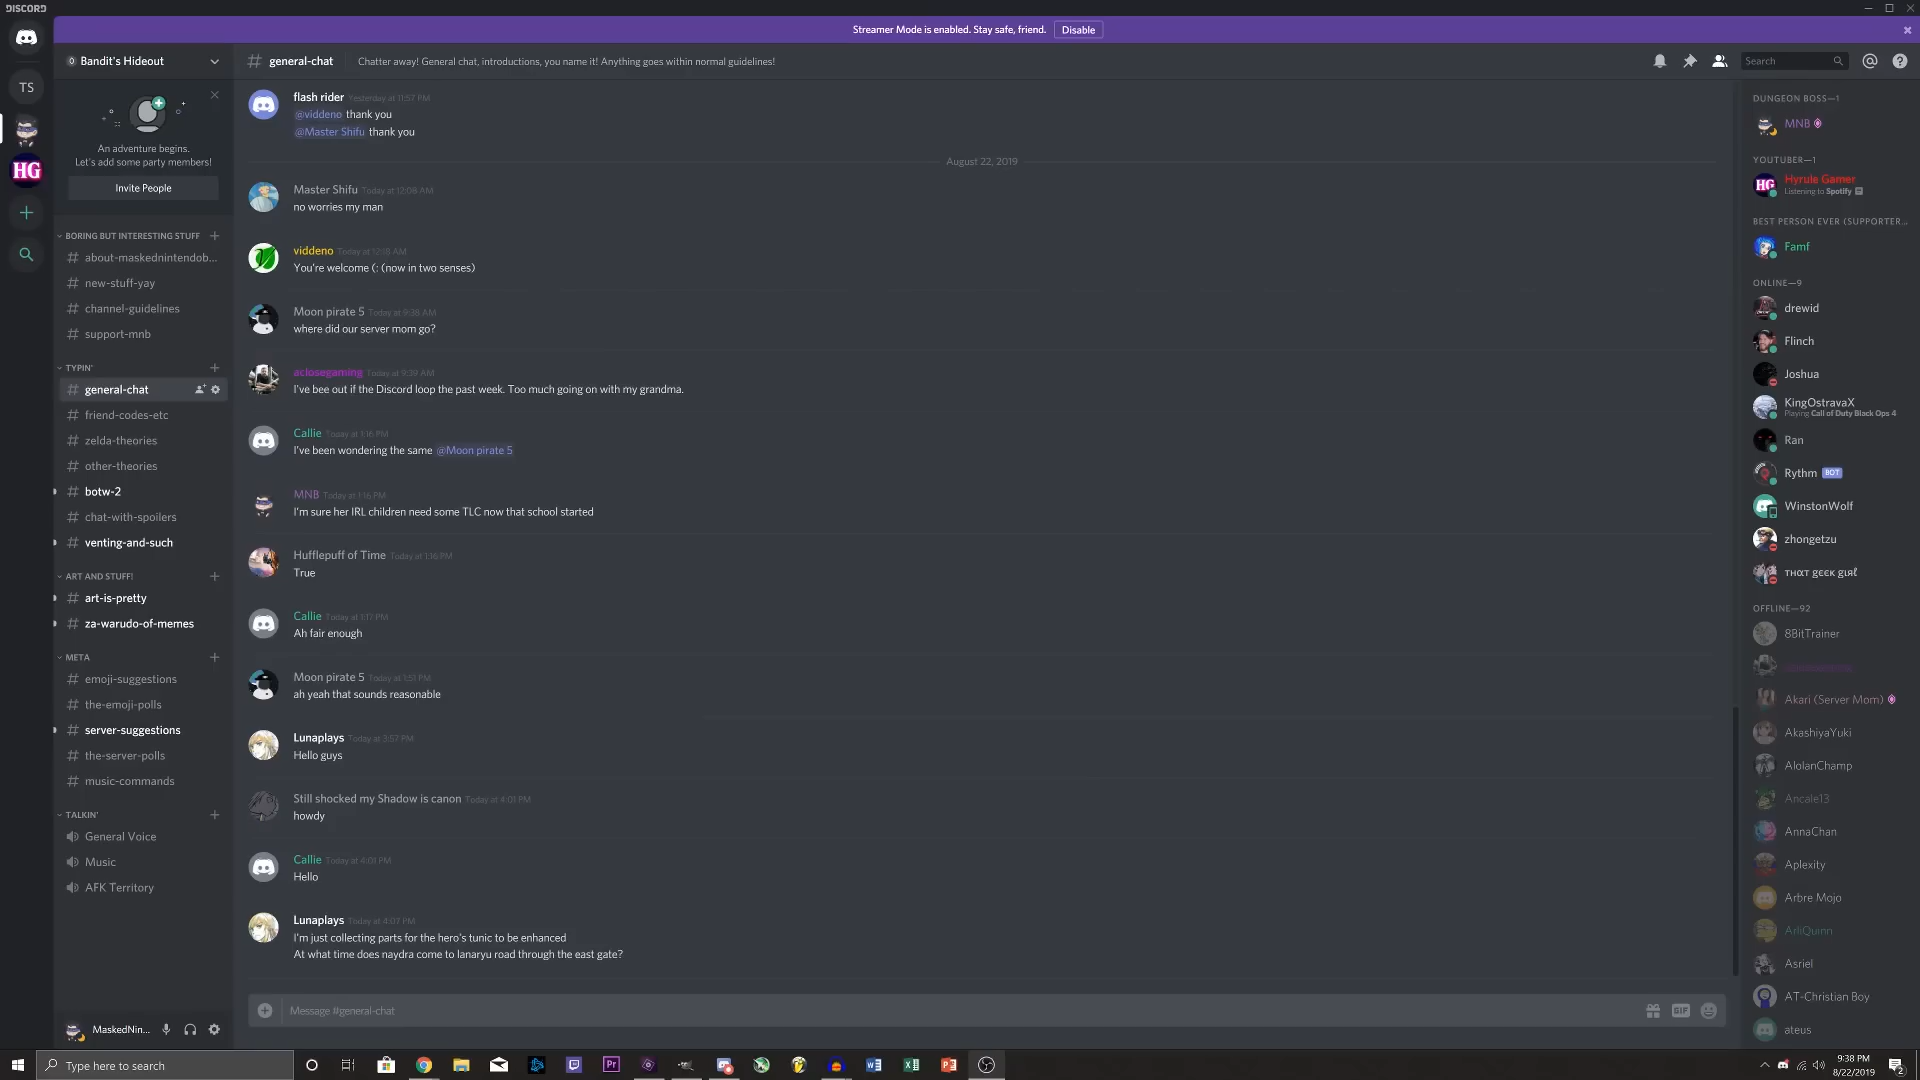 DISCORD
Streamer Mode is enabled. Stay safe, friend. Disable
TS
HG
Bandit's Hideout
An adventure begins.
Let's add some party members!
Invite People
BORING BUT INTERESTING STUFF
# about-maskednintendob...
# new-stuff-yay
# channel-guidelines
# support-mnb
TYPIN'
# general-chat
# friend-codes-etc
# zelda-theories
# other-theories
# botw-2
# chat-with-spoilers
# venting-and-such
ART AND STUFF!
# art-is-pretty
# za-warudo-of-memes
META
# emoji-suggestions
# the-emoji-polls
# server-suggestions
# the-server-polls
# music-commands
TALKIN'
General Voice
Music
AFK Territory
MaskedNin...
# general-chat Chatter away! General chat, introductions, you name it! Anything goes within normal guidelines!
Search
flash rider Yesterday at 11:57 PM
@viddeno thank you
@Master Shifu thank you
August 22, 2019
Master Shifu Today at 12:08 AM
no worries my man
viddeno Today at 12:18 AM
You're welcome (: (now in two senses)
Moon pirate 5 Today at 9:38 AM
where did our server mom go?
aclosegaming Today at 9:39 AM
I've bee out if the Discord loop the past week. Too much going on with my grandma.
Callie Today at 1:16 PM
I've been wondering the same @Moon pirate 5
MNB Today at 1:16 PM
I'm sure her IRL children need some TLC now that school started
Hufflepuff of Time Today at 1:16 PM
True
Callie Today at 1:17 PM
Ah fair enough
Moon pirate 5 Today at 1:51 PM
ah yeah that sounds reasonable
Lunaplays Today at 3:57 PM
Hello guys
Still shocked my Shadow is canon Today at 4:01 PM
howdy
Callie Today at 4:01 PM
Hello
Lunaplays Today at 4:07 PM
I'm just collecting parts for the hero's tunic to be enhanced
At what time does naydra come to lanaryu road through the east gate?
Message #general-chat
GIF
DUNGEON BOSS—1
MNB
YOUTUBER—1
HG
Hyrule Gamer
Listening to Spotify
BEST PERSON EVER (SUPPORTER...
Famf
ONLINE—9
drewid
Flinch
Joshua
KingOstravaX
Playing Call of Duty Black Ops 4
Ran
Rythm BOT
WinstonWolf
zhongetzu
тнαт gєєк gιяℓ
OFFLINE—92
8BitTrainer
Akari (Server Mom)
AkashiyaYuki
AlolanChamp
Ancale13
AnnaChan
Aplexity
Arbre Mojo
ArliQuinn
Asriel
AT-Christian Boy
ateus
Type here to search
Pr
9:38 PM
8/22/2019
2